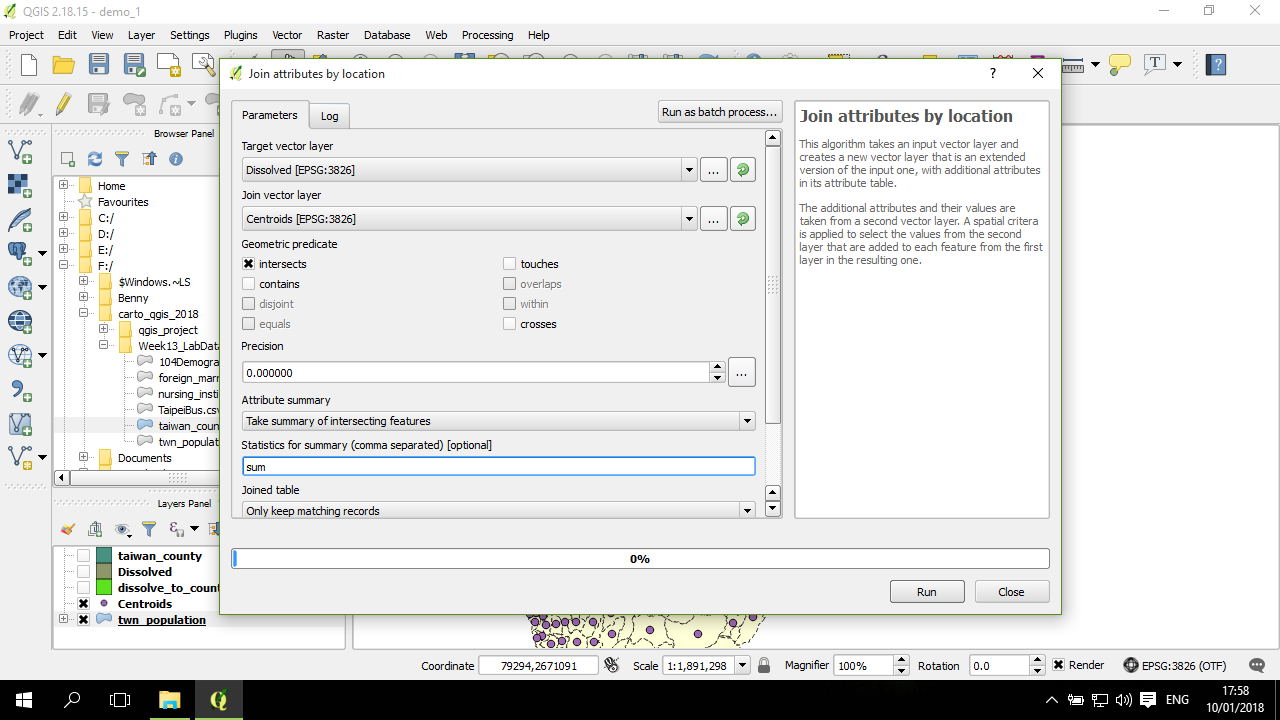 QGIS 2.18.15 - demo_1
Project Edit View Layer Settings Plugins Vector Raster Database Web Processing Help
Join attributes by location
?
Browser Panel
Home
Favourites
C:/
D:/
E:/
F:/
$Windows.~LS
Benny
carto_qgis_2018
qgis_project
Week13_LabData
104Demogra
foreign_marr
nursing_insti
TaipeiBus.csv
taiwan_coun
twn_populati
Documents
Layers Panel
taiwan_county
Dissolved
dissolve_to_count
Centroids
twn_population
Parameters
Log
Run as batch process...
Target vector layer
Dissolved [EPSG:3826]
...
Join vector layer
Centroids [EPSG:3826]
...
Geometric predicate
intersects touches
contains overlaps
disjoint within
equals crosses
Precision
0.000000
...
Attribute summary
Take summary of intersecting features
Statistics for summary (comma separated) [optional]
sum
Joined table
Only keep matching records
Join attributes by location
This algorithm takes an input vector layer and
creates a new vector layer that is an extended
version of the input one, with additional attributes
in its attribute table.
The additional attributes and their values are
taken from a second vector layer. A spatial critera
is applied to select the values from the second
layer that are added to each feature from the first
layer in the resulting one.
0%
Run
Close
Coordinate 79294,2671091 Scale 1:1,891,298 Magnifier 100% Rotation 0.0 Render EPSG:3826 (OTF)
ENG
17:58
10/01/2018